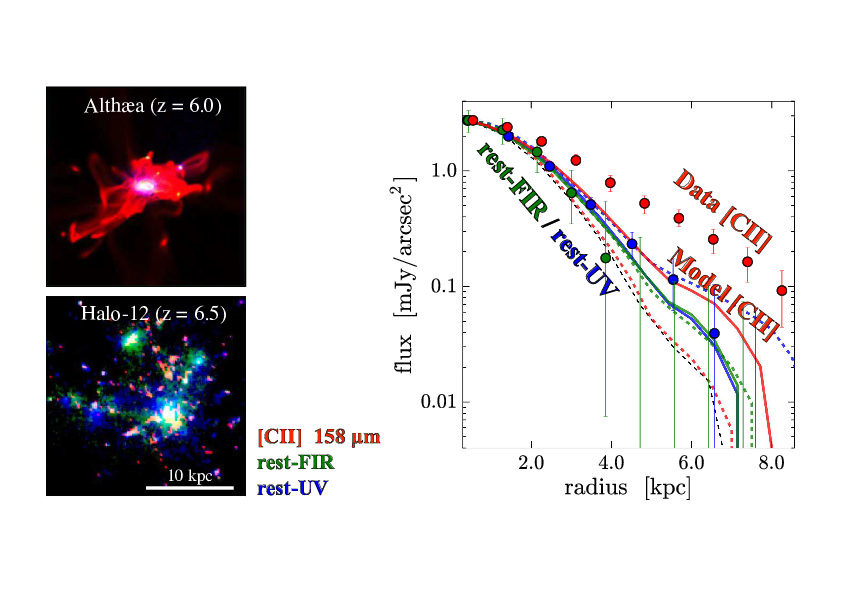 Althæa (z = 6.0)
Halo-12 (z = 6.5)
10 kpc
[CII] 158 μm
rest-FIR
rest-UV
flux [mJy/arcsec²]
1.0
0.1
0.01
rest-FIR / rest-UV
Data [CII]
Model [CII]
2.0 4.0 6.0 8.0
radius [kpc]